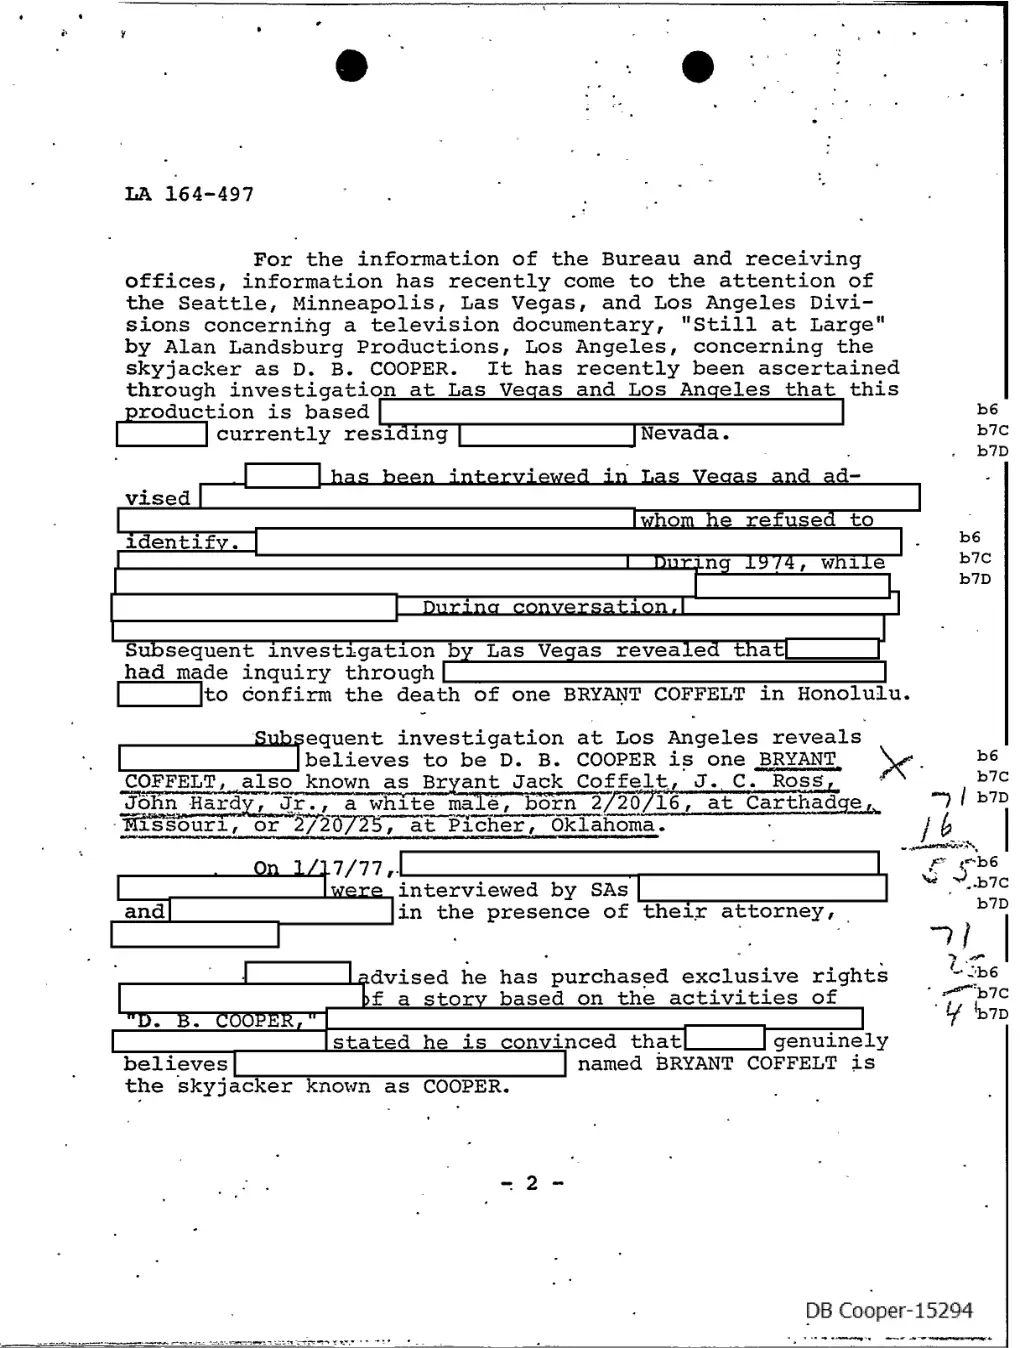 LA 164-497
For the information of the Bureau and receiving
offices, information has recently come to the attention of
the Seattle, Minneapolis, Las Vegas, and Los Angeles Divi-
sions concerning a television documentary, "Still at Large"
by Alan Landsburg Productions, Los Angeles, concerning the
skyjacker as D. B. COOPER. It has recently been ascertained
through investigation at Las Vegas and Los Angeles that this
production is based
b6
currently residing Nevada.
b7C
b7D
has been interviewed in Las Vegas and ad-
vised
whom he refused to
identify.
b6
During 1974, while
b7C
b7D
During conversation,
Subsequent investigation by Las Vegas revealed that
had made inquiry through
to confirm the death of one BRYANT COFFELT in Honolulu.
Subsequent investigation at Los Angeles reveals
believes to be D. B. COOPER is one BRYANT
b6
COFFELT, also known as Bryant Jack Coffelt, J. C. Ross,
b7C
John Hardy, Jr., a white male, born 2/20/16, at Carthadge,
71 b7D
Missouri, or 2/20/25, at Picher, Oklahoma.
16
On 1/17/77,
55 b6
were interviewed by SAs
b7C
and in the presence of their attorney,
b7D
71
advised he has purchased exclusive rights
25 b6
of a story based on the activities of
b7C
"D. B. COOPER,"
4 b7D
stated he is convinced that genuinely
believes named BRYANT COFFELT is
the skyjacker known as COOPER.
- 2 -
DB Cooper-15294